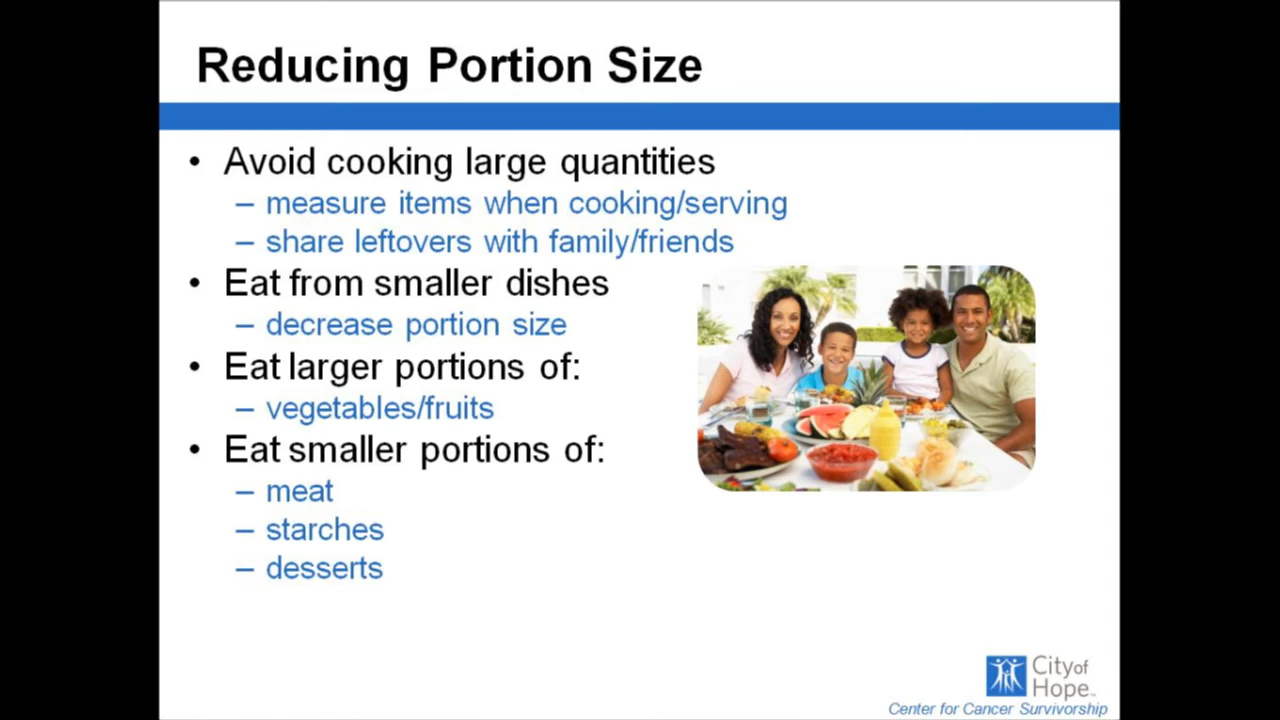 Reducing Portion Size
• Avoid cooking large quantities
– measure items when cooking/serving
– share leftovers with family/friends
• Eat from smaller dishes
– decrease portion size
• Eat larger portions of:
– vegetables/fruits
• Eat smaller portions of:
– meat
– starches
– desserts
City of
Hope™
Center for Cancer Survivorship